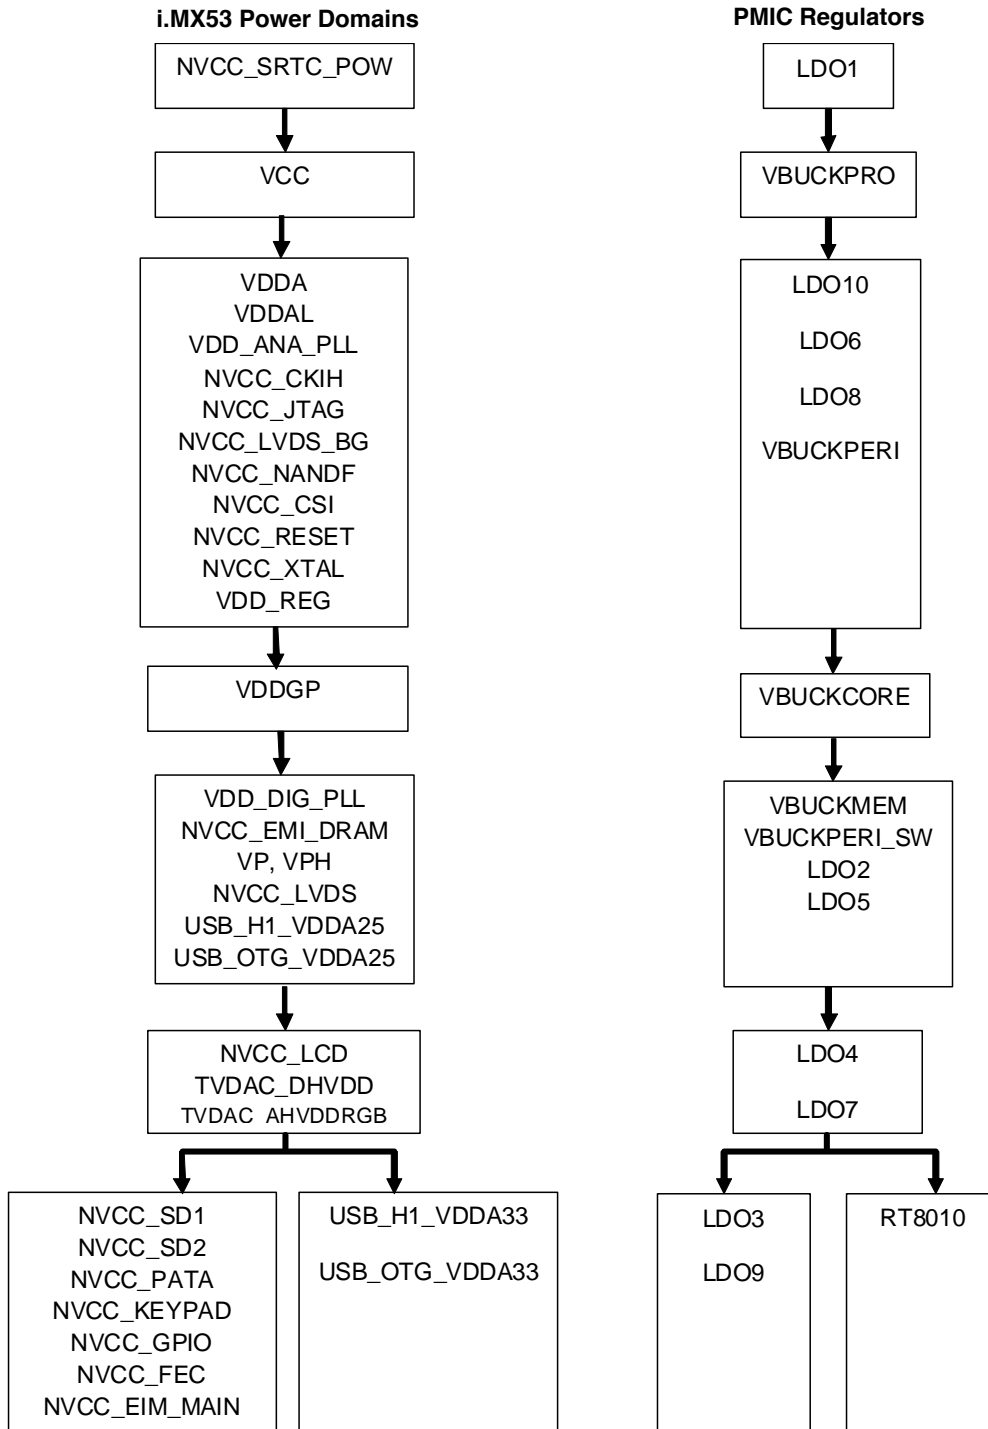 i.MX53 Power Domains
NVCC_SRTC_POW
VCC
VDDA
VDDAL
VDD_ANA_PLL
NVCC_CKIH
NVCC_JTAG
NVCC_LVDS_BG
NVCC_NANDF
NVCC_CSI
NVCC_RESET
NVCC_XTAL
VDD_REG
VDDGP
VDD_DIG_PLL
NVCC_EMI_DRAM
VP, VPH
NVCC_LVDS
USB_H1_VDDA25
USB_OTG_VDDA25
NVCC_LCD
TVDAC_DHVDD
TVDAC_AHVDDRGB
NVCC_SD1
NVCC_SD2
NVCC_PATA
NVCC_KEYPAD
NVCC_GPIO
NVCC_FEC
NVCC_EIM_MAIN
USB_H1_VDDA33
USB_OTG_VDDA33
PMIC Regulators
LDO1
VBUCKPRO
LDO10
LDO6
LDO8
VBUCKPERI
VBUCKCORE
VBUCKMEM
VBUCKPERI_SW
LDO2
LDO5
LDO4
LDO7
LDO3
LDO9
RT8010